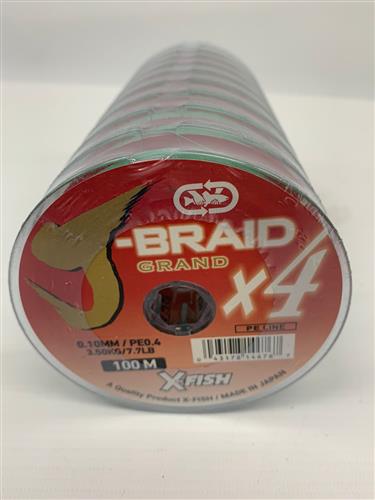 J-BRAID
GRAND
x4
PE LINE
0.10MM / PE0.4
3.50KG/7.7LB
100 M
X-FISH
A Quality Product X-FISH / MADE IN JAPAN